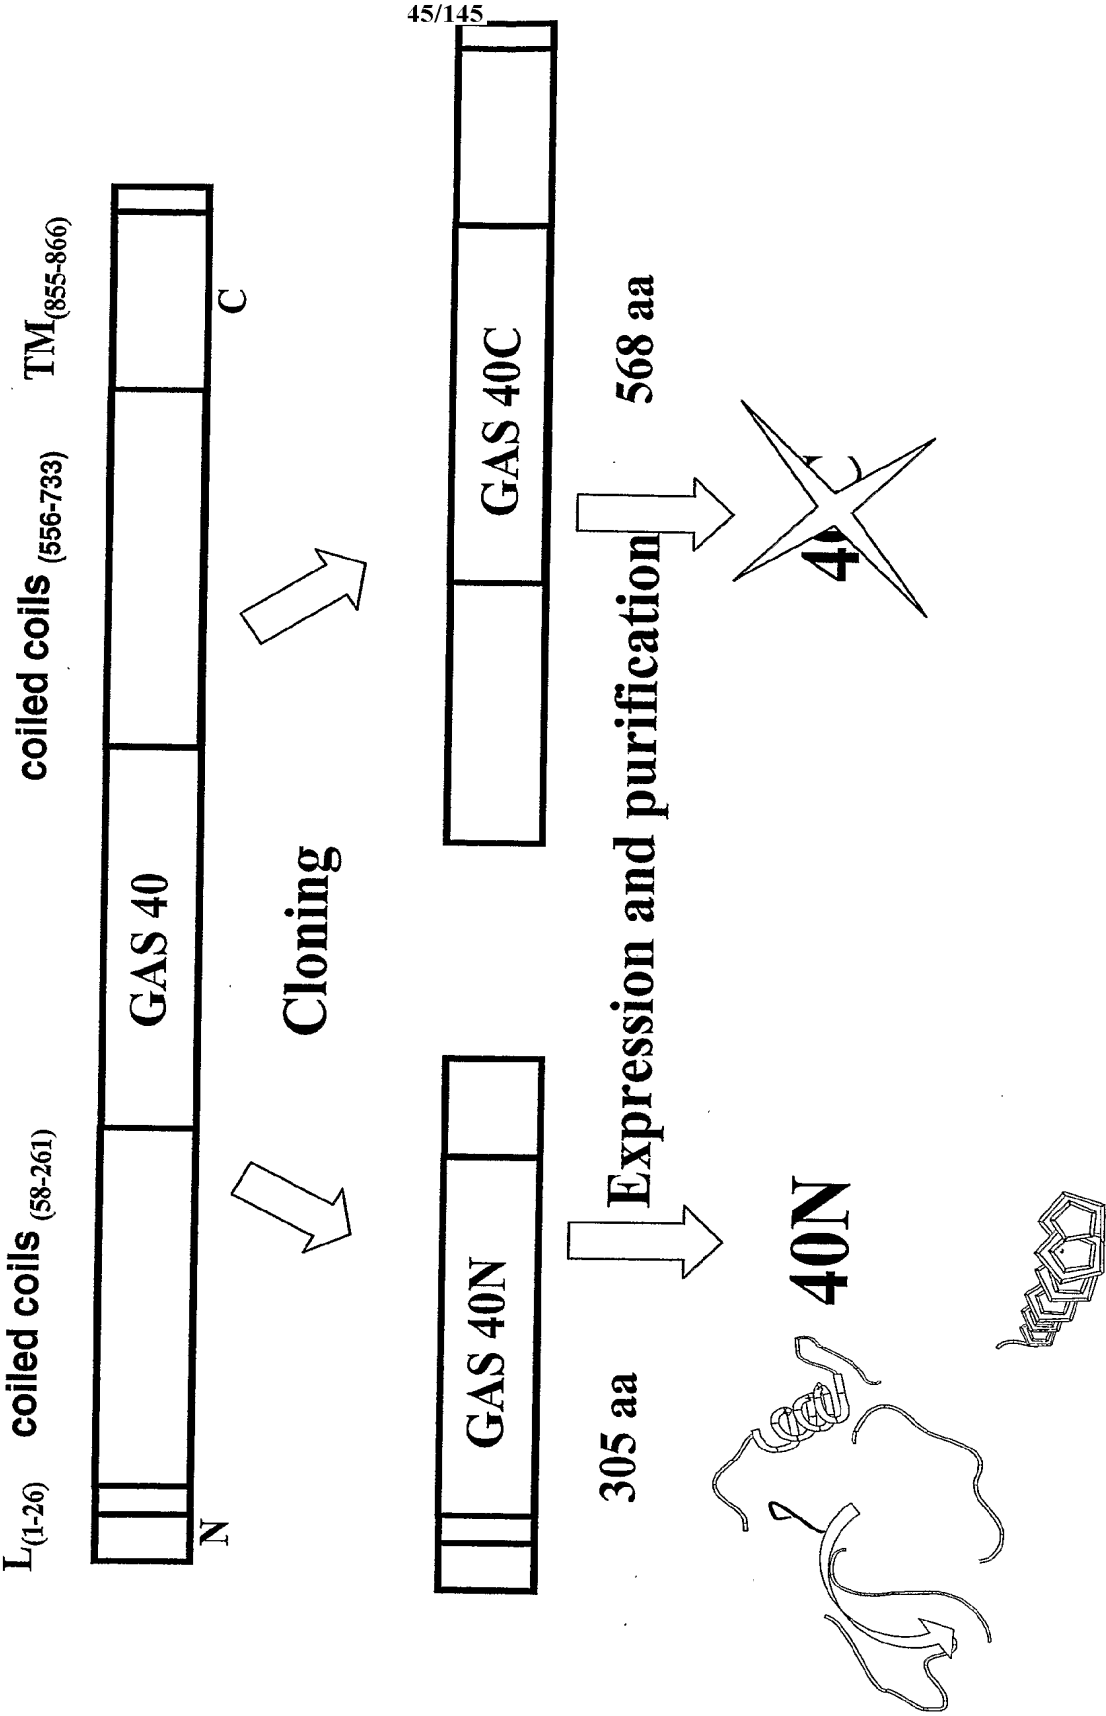 45/145
L(1-26) coiled coils (58-261) coiled coils (556-733) TM(855-866)
GAS 40
N C
Cloning
GAS 40N GAS 40C
305 aa Expression and purification 568 aa
40N